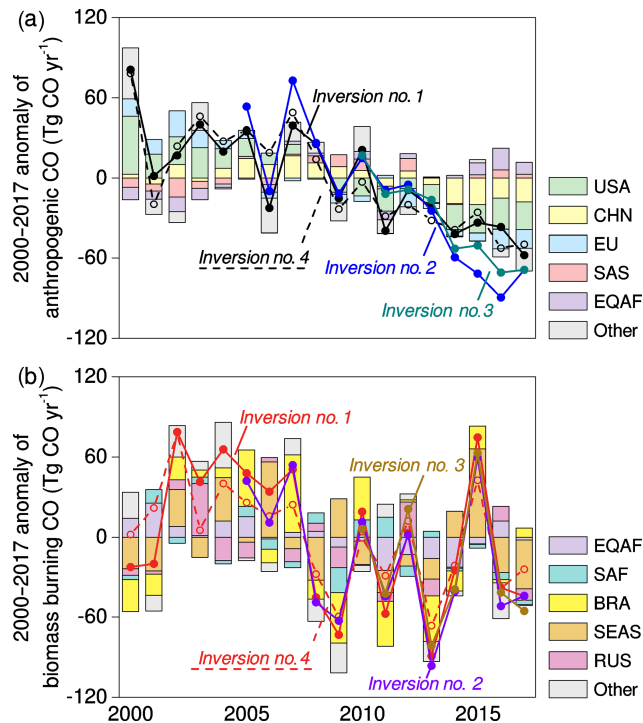 (a)
2000–2017 anomaly of
anthropogenic CO (Tg CO yr⁻¹)
120
60
0
-60
-120
Inversion no. 1
Inversion no. 4
Inversion no. 2
Inversion no. 3
USA
CHN
EU
SAS
EQAF
Other
(b)
2000–2017 anomaly of
biomass burning CO (Tg CO yr⁻¹)
120
60
0
-60
-120
Inversion no. 1
Inversion no. 3
Inversion no. 4
Inversion no. 2
EQAF
SAF
BRA
SEAS
RUS
Other
2000
2005
2010
2015